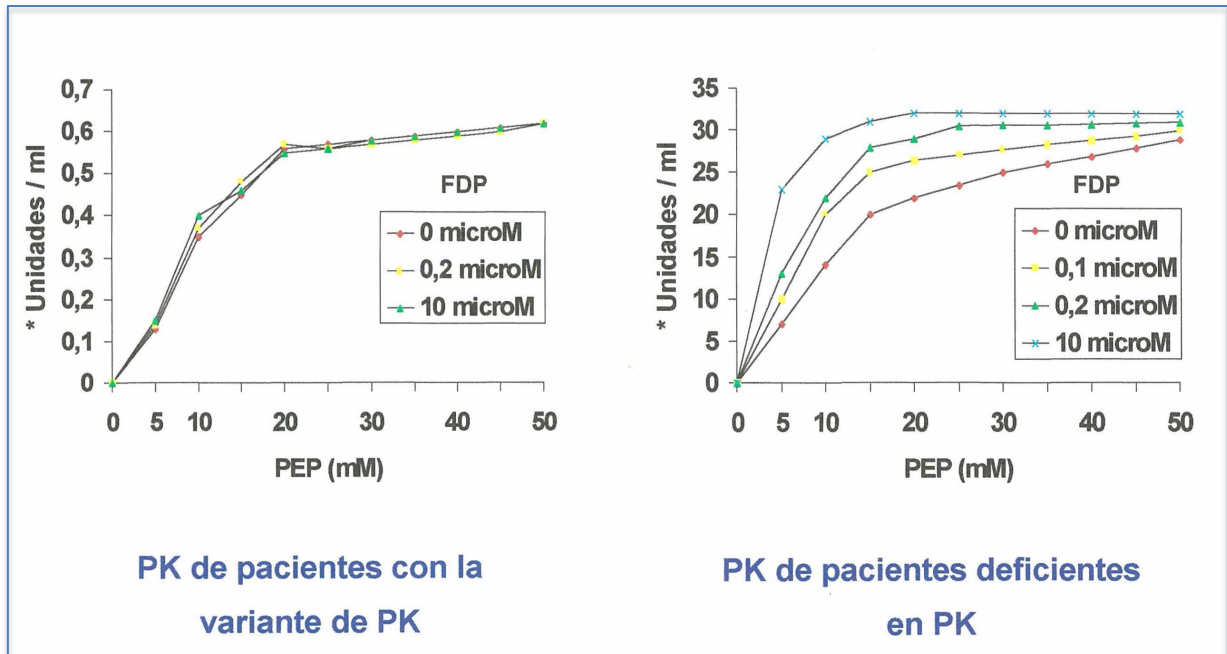 0,7
0,6
0,5
0,4
0,3
0,2
0,1
0
* Unidades / ml
0 5 10 20 30 40 50
PEP (mM)
FDP
0 microM
0,2 microM
10 microM
PK de pacientes con la
variante de PK
35
30
25
20
15
10
5
0
* Unidades / ml
0 5 10 20 30 40 50
PEP (mM)
FDP
0 microM
0,1 microM
0,2 microM
10 microM
PK de pacientes deficientes
en PK